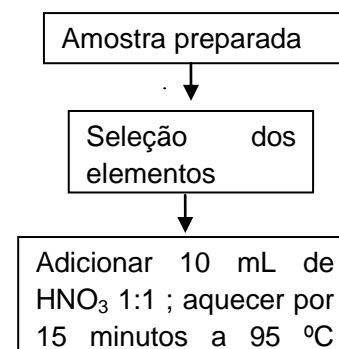 Amostra preparada
Seleção dos
elementos
Adicionar 10 mL de
HNO₃ 1:1 ; aquecer por
15 minutos a 95 ºC